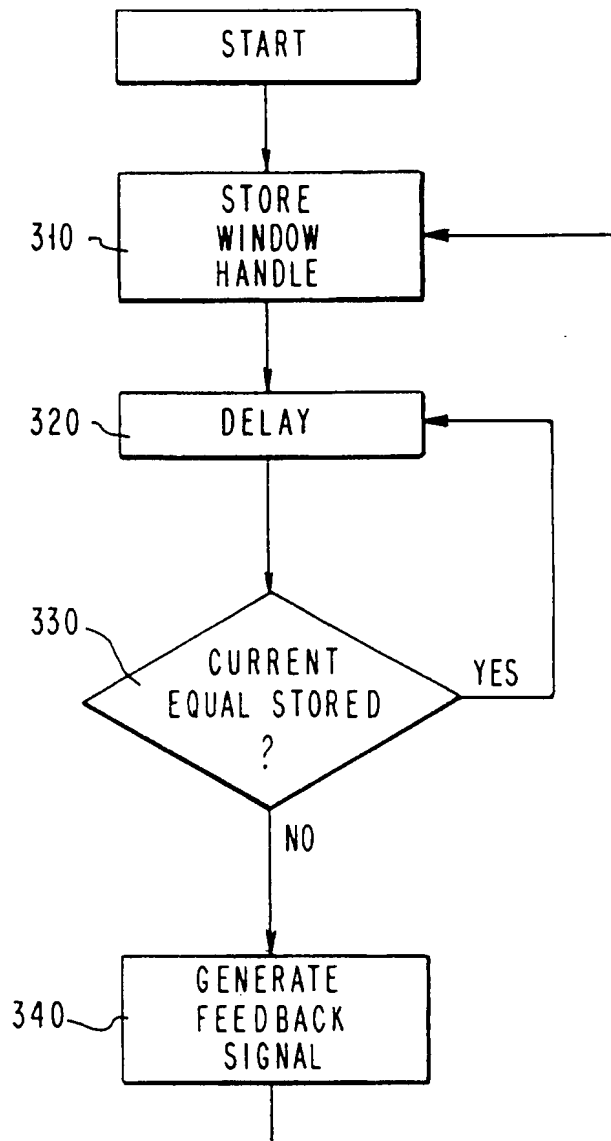 START
310
STORE
WINDOW
HANDLE
320
DELAY
330
CURRENT
EQUAL STORED
?
YES
NO
340
GENERATE
FEEDBACK
SIGNAL